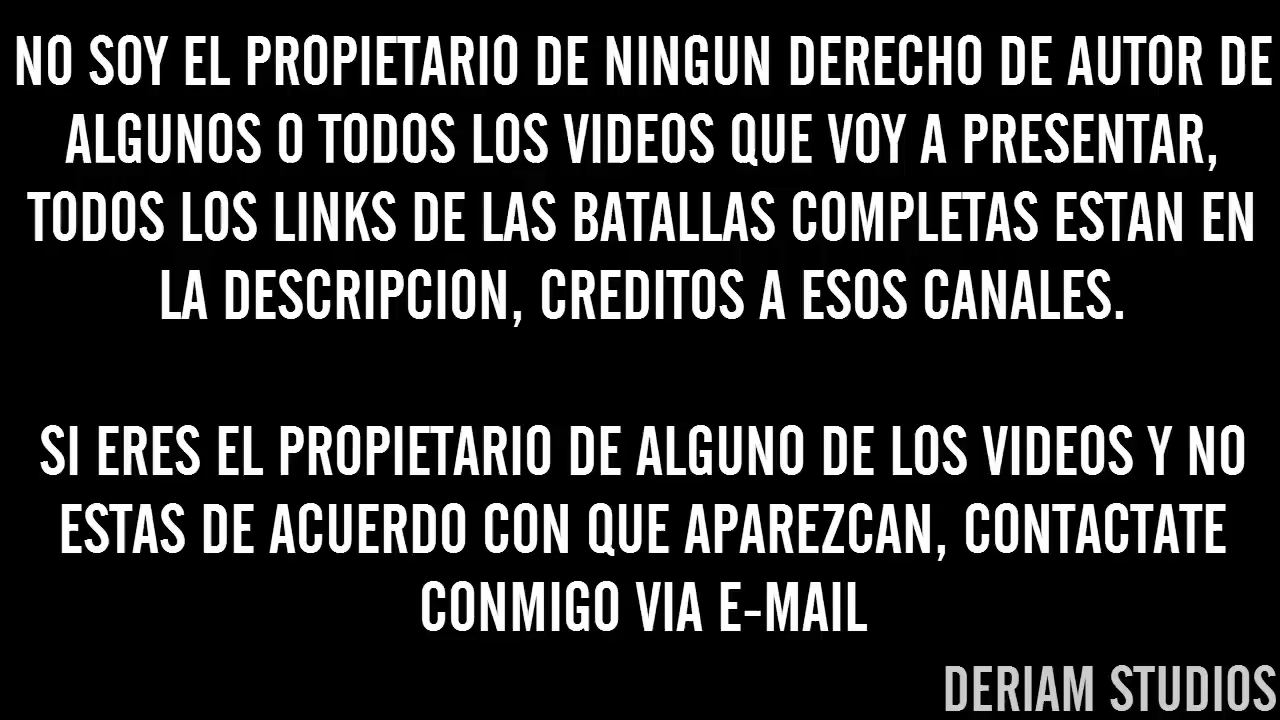 NO SOY EL PROPIETARIO DE NINGUN DERECHO DE AUTOR DE
ALGUNOS O TODOS LOS VIDEOS QUE VOY A PRESENTAR,
TODOS LOS LINKS DE LAS BATALLAS COMPLETAS ESTAN EN
LA DESCRIPCION, CREDITOS A ESOS CANALES.
SI ERES EL PROPIETARIO DE ALGUNO DE LOS VIDEOS Y NO
ESTAS DE ACUERDO CON QUE APAREZCAN, CONTACTATE
CONMIGO VIA E-MAIL
DERIAM STUDIOS